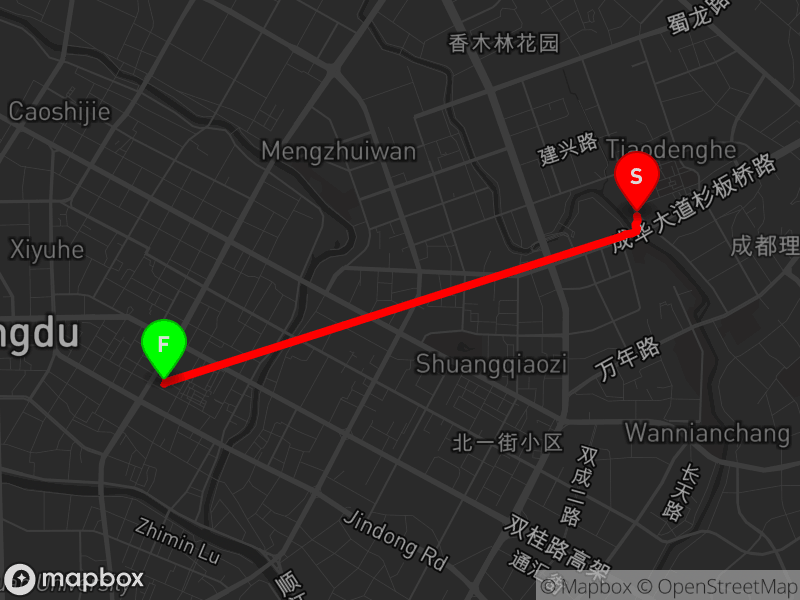 蜀龙路
香木林花园
Caoshijie
Mengzhuiwan
建兴路
Tiaodenghe
S
成华大道杉板桥路
Xiyuhe
成都理
F
Shuangqiaozi
万年路
北一街小区
Wannianchang
双成二路
长天路
Jindong Rd
双桂路高架
Zhimin Lu
University
mapbox
© Mapbox © OpenStreetMap